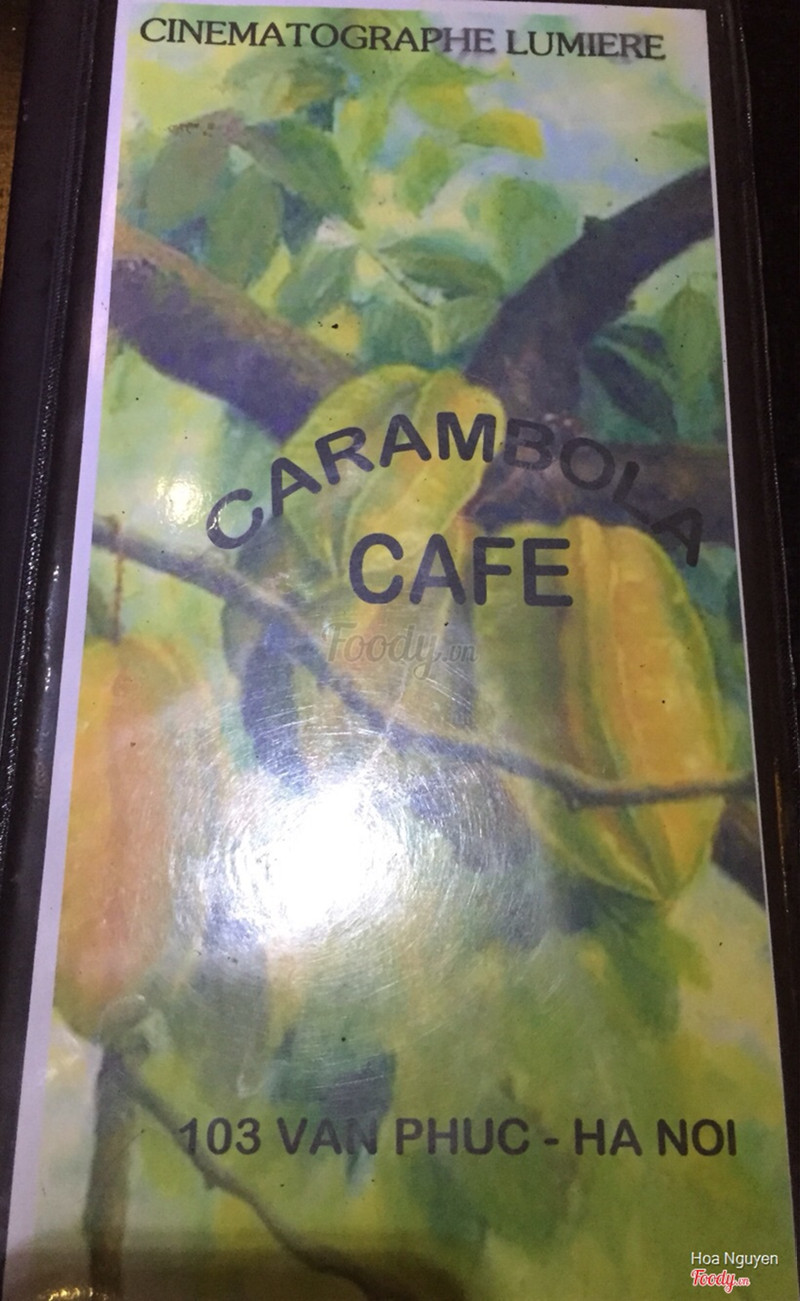 CINEMATOGRAPHE LUMIERE
CARAMBOLA
CAFE
Foody.vn
103 VAN PHUC - HA NOI
Hoa Nguyen
Foody.vn